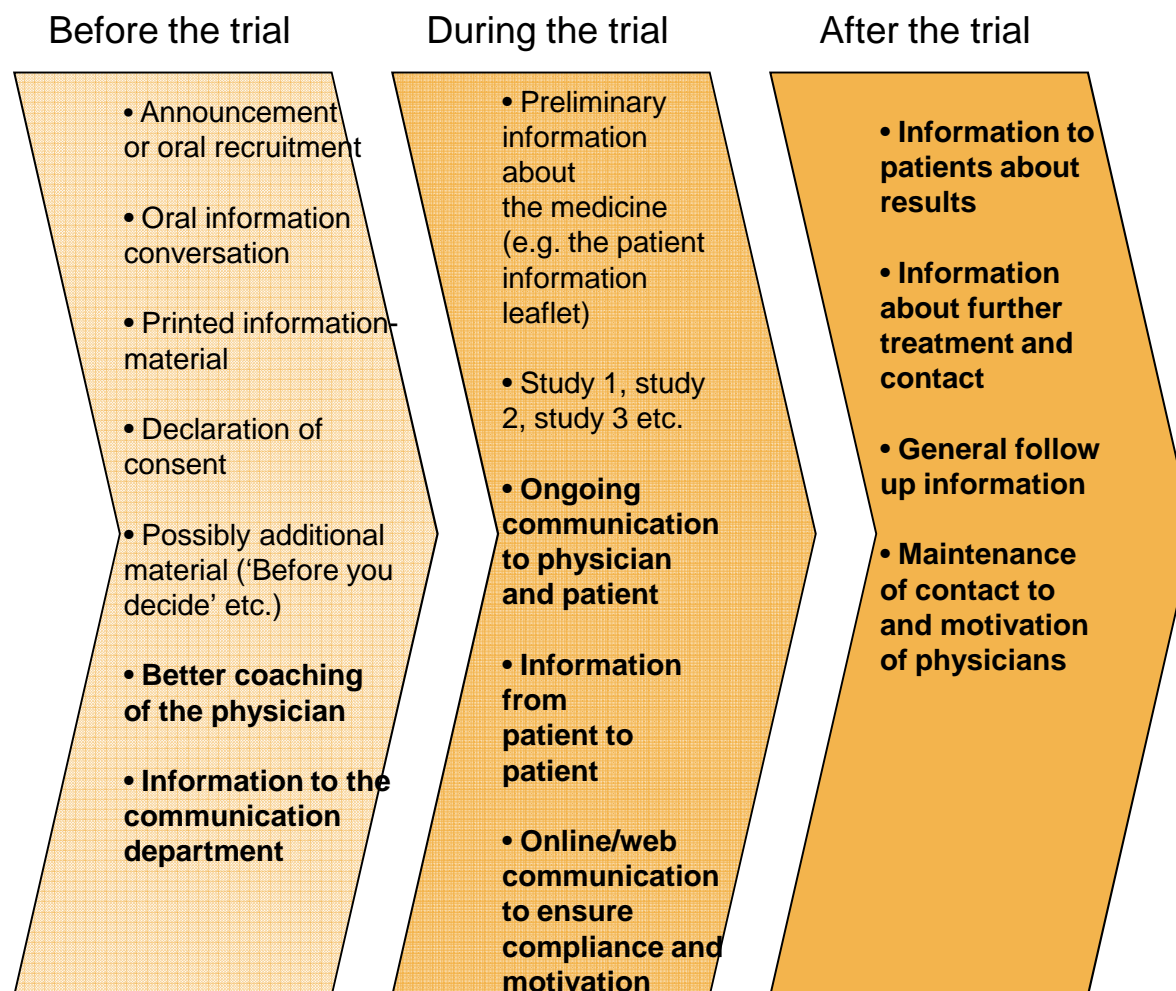 Before the trial
• Announcement
or oral recruitment
• Oral information
conversation
• Printed information-
material
• Declaration of
consent
• Possibly additional
material (‘Before you
decide’ etc.)
• Better coaching
of the physician
• Information to the
communication
department
During the trial
• Preliminary
information
about
the medicine
(e.g. the patient
information
leaflet)
• Study 1, study
2, study 3 etc.
• Ongoing
communication
to physician
and patient
• Information
from
patient to
patient
• Online/web
communication
to ensure
compliance and
motivation
After the trial
• Information to
patients about
results
• Information
about further
treatment and
contact
• General follow
up information
• Maintenance
of contact to
and motivation
of physicians